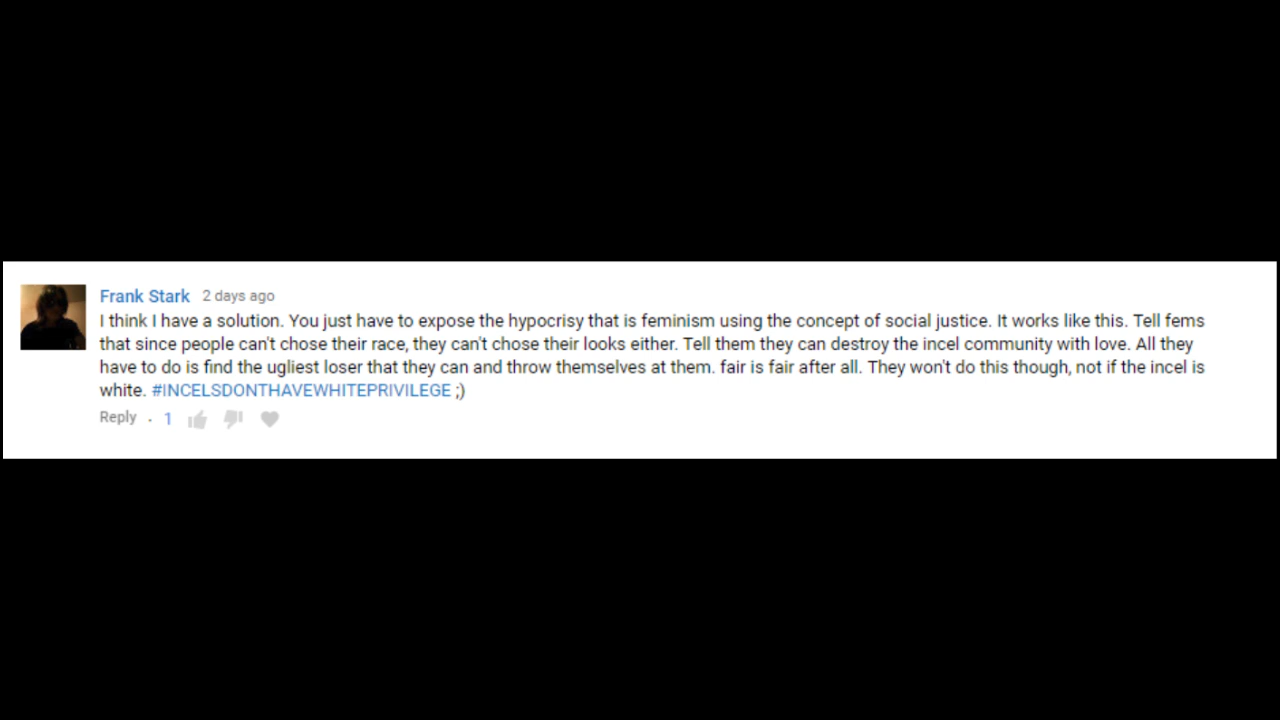 Frank Stark 2 days ago
I think I have a solution. You just have to expose the hypocrisy that is feminism using the concept of social justice. It works like this. Tell fems
that since people can't chose their race, they can't chose their looks either. Tell them they can destroy the incel community with love. All they
have to do is find the ugliest loser that they can and throw themselves at them. fair is fair after all. They won't do this though, not if the incel is
white. #INCELSDONTHAVEWHITEPRIVILEGE ;)
Reply · 1